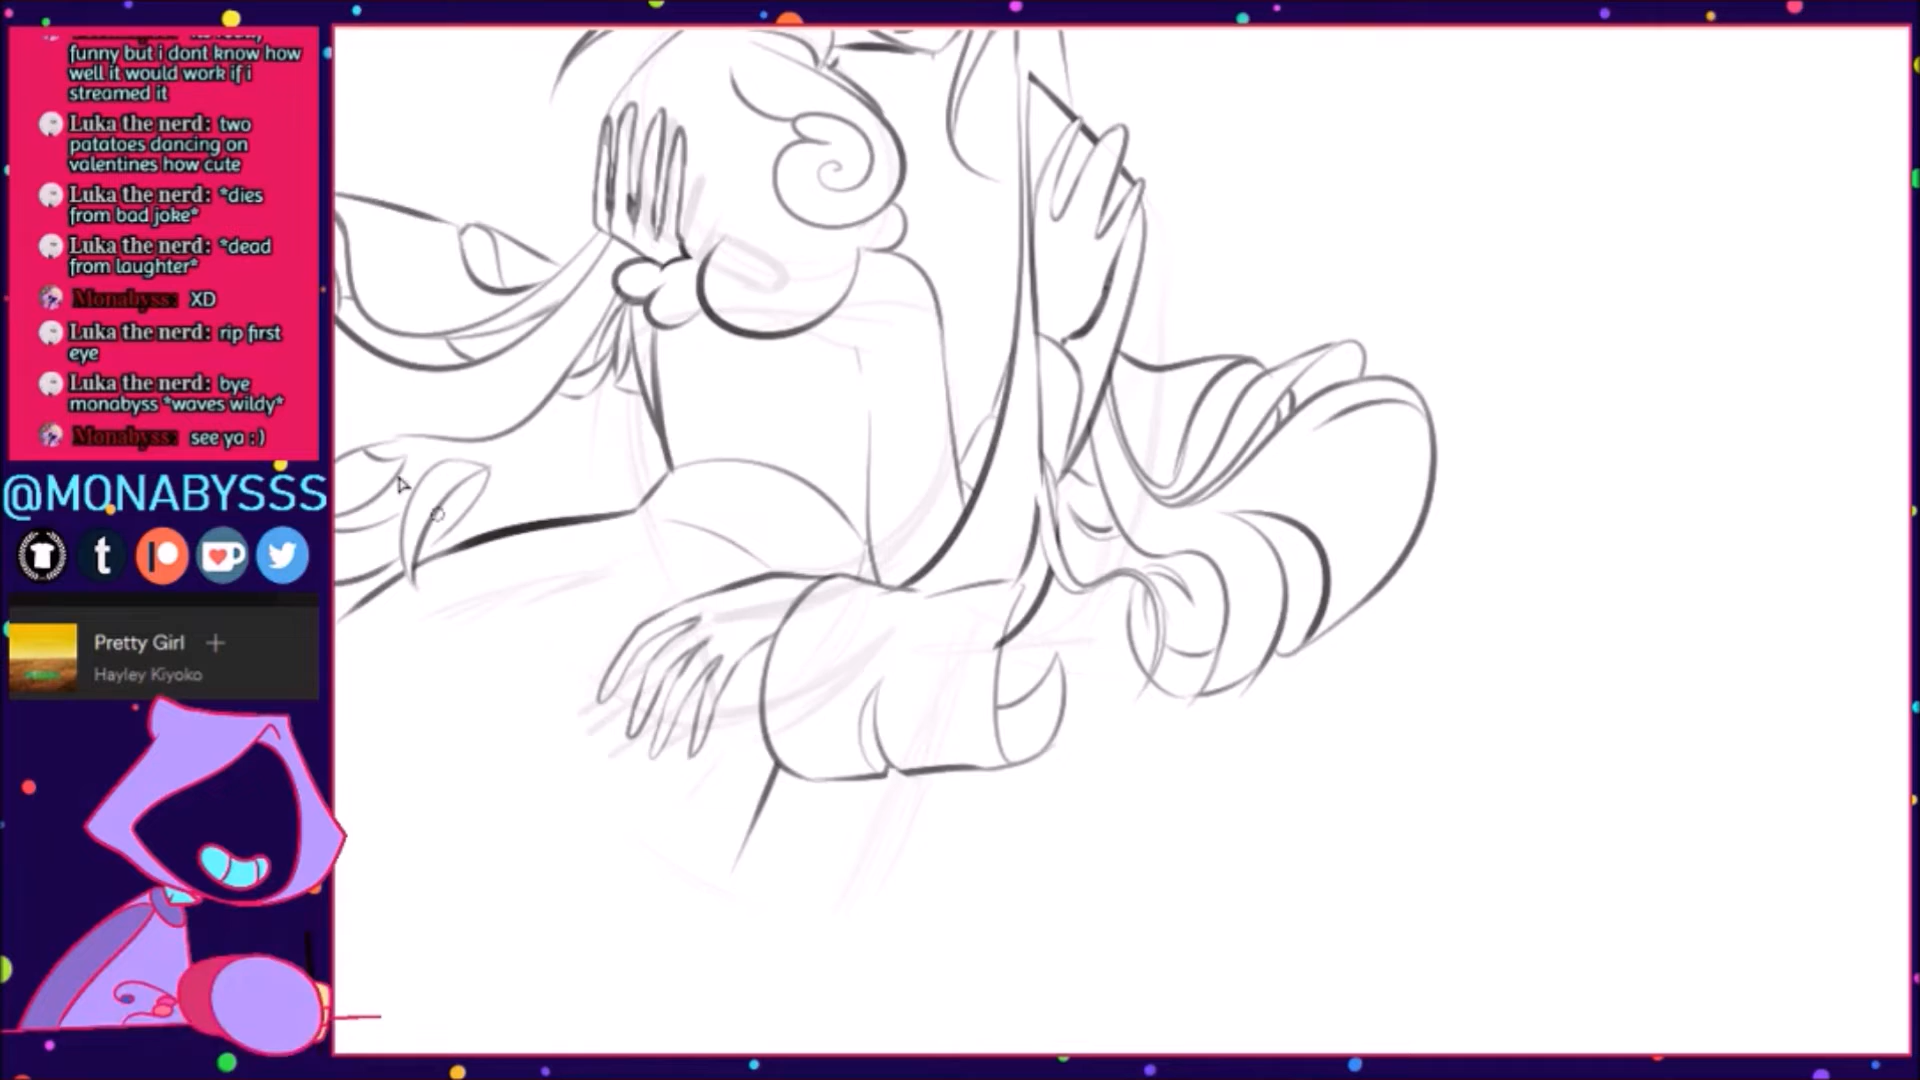 funny but i dont know how
well it would work if i
streamed it
Luka the nerd: two
patatoes dancing on
valentines how cute
Luka the nerd: *dies
from bad joke*
Luka the nerd: *dead
from laughter*
Monabyss: XD
Luka the nerd: rip first
eye
Luka the nerd: bye
monabyss *waves wildy*
Monabyss: see ya :)
@MONABYSSS
Pretty Girl +
Hayley Kiyoko